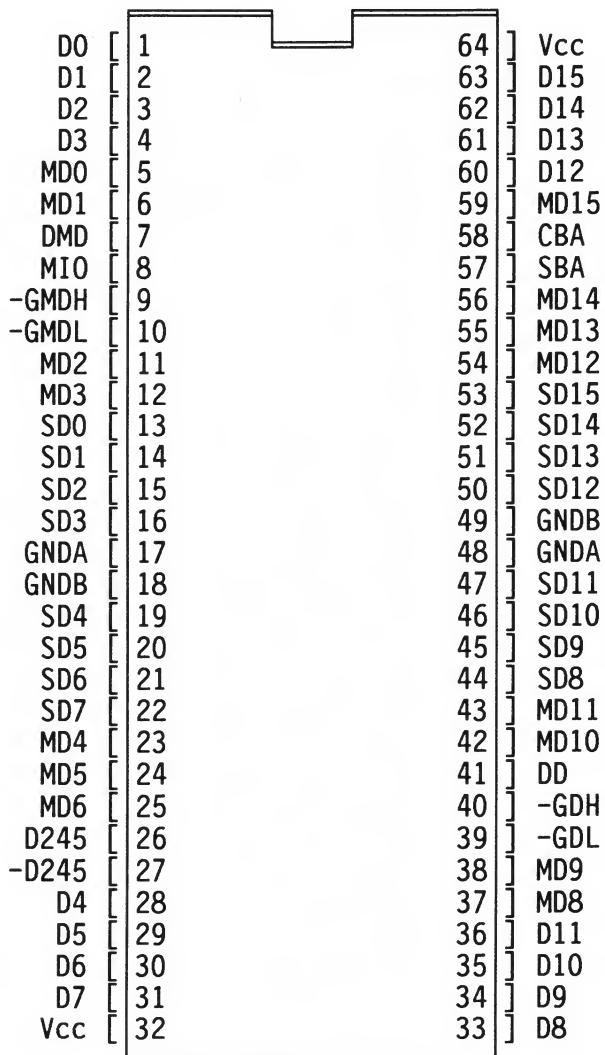 D0 [ 1 64 ] Vcc
D1 [ 2 63 ] D15
D2 [ 3 62 ] D14
D3 [ 4 61 ] D13
MD0 [ 5 60 ] D12
MD1 [ 6 59 ] MD15
DMD [ 7 58 ] CBA
MIO [ 8 57 ] SBA
-GMDH [ 9 56 ] MD14
-GMDL [ 10 55 ] MD13
MD2 [ 11 54 ] MD12
MD3 [ 12 53 ] SD15
SD0 [ 13 52 ] SD14
SD1 [ 14 51 ] SD13
SD2 [ 15 50 ] SD12
SD3 [ 16 49 ] GNDB
GNDA [ 17 48 ] GNDA
GNDB [ 18 47 ] SD11
SD4 [ 19 46 ] SD10
SD5 [ 20 45 ] SD9
SD6 [ 21 44 ] SD8
SD7 [ 22 43 ] MD11
MD4 [ 23 42 ] MD10
MD5 [ 24 41 ] DD
MD6 [ 25 40 ] -GDH
D245 [ 26 39 ] -GDL
-D245 [ 27 38 ] MD9
D4 [ 28 37 ] MD8
D5 [ 29 36 ] D11
D6 [ 30 35 ] D10
D7 [ 31 34 ] D9
Vcc [ 32 33 ] D8